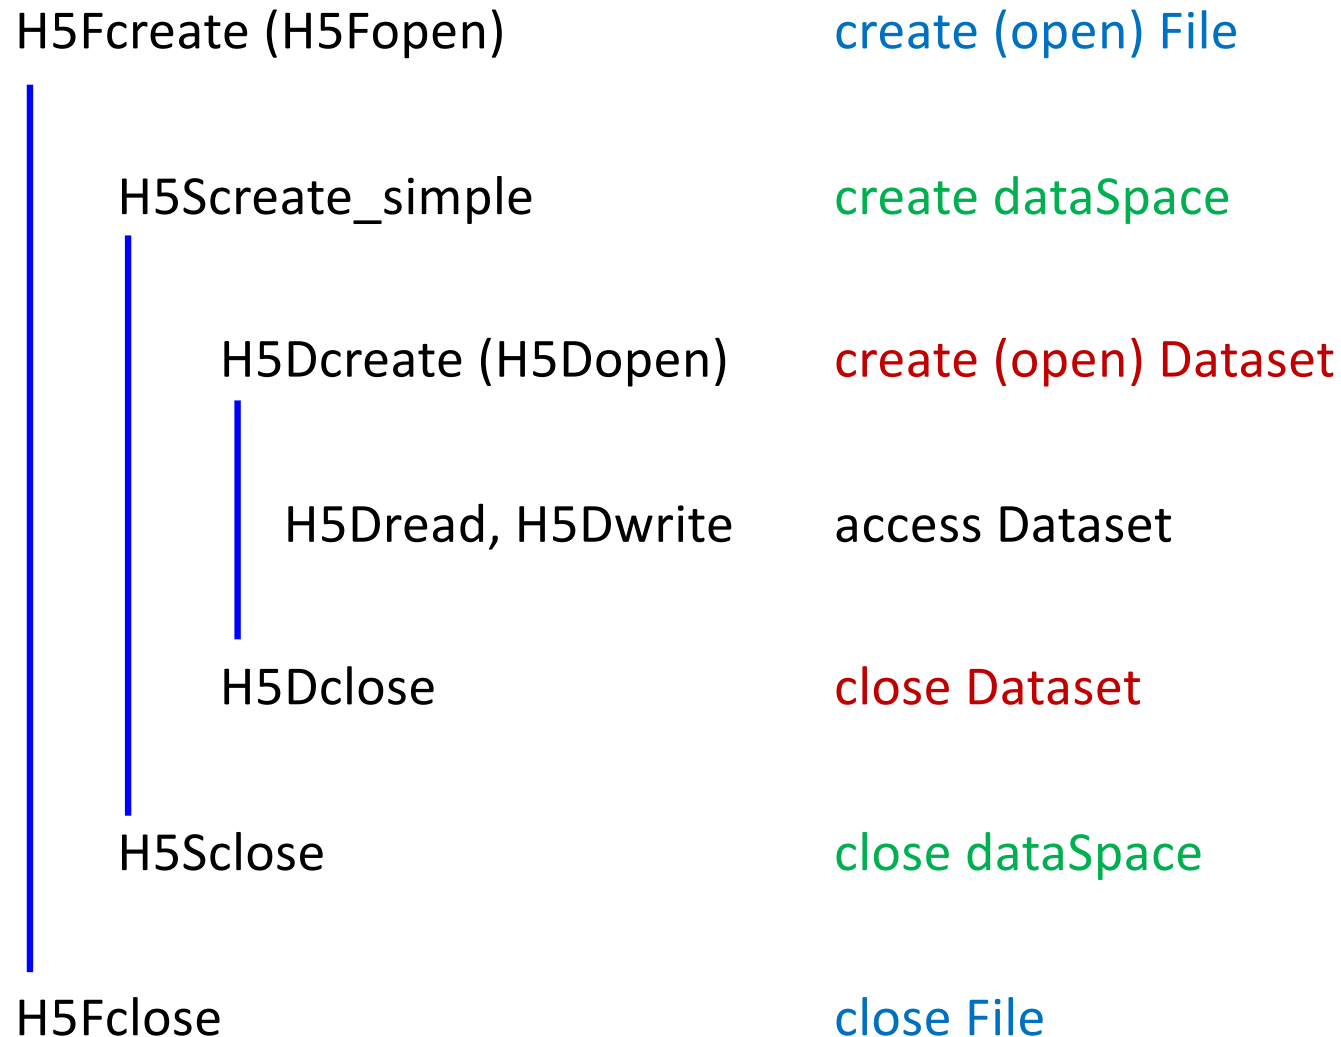 H5Fcreate (H5Fopen) create (open) File
H5Screate_simple create dataSpace
H5Dcreate (H5Dopen) create (open) Dataset
H5Dread, H5Dwrite access Dataset
H5Dclose close Dataset
H5Sclose close dataSpace
H5Fclose close File